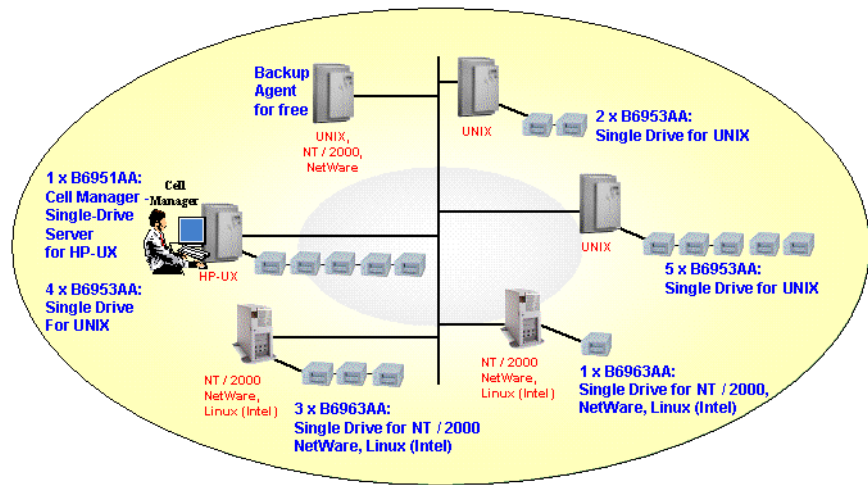 Backup
Agent
for free
UNIX,
NT / 2000,
NetWare
UNIX
2 x B6953AA:
Single Drive for UNIX
1 x B6951AA:
Cell Manager -
Single-Drive
Server
for HP-UX
Cell
Manager
HP-UX
4 x B6953AA:
Single Drive
For UNIX
UNIX
5 x B6953AA:
Single Drive for UNIX
NT / 2000
NetWare,
Linux (Intel)
3 x B6963AA:
Single Drive for NT / 2000
NetWare, Linux (Intel)
NT / 2000
NetWare,
Linux (Intel)
1 x B6963AA:
Single Drive for NT / 2000,
NetWare, Linux (Intel)